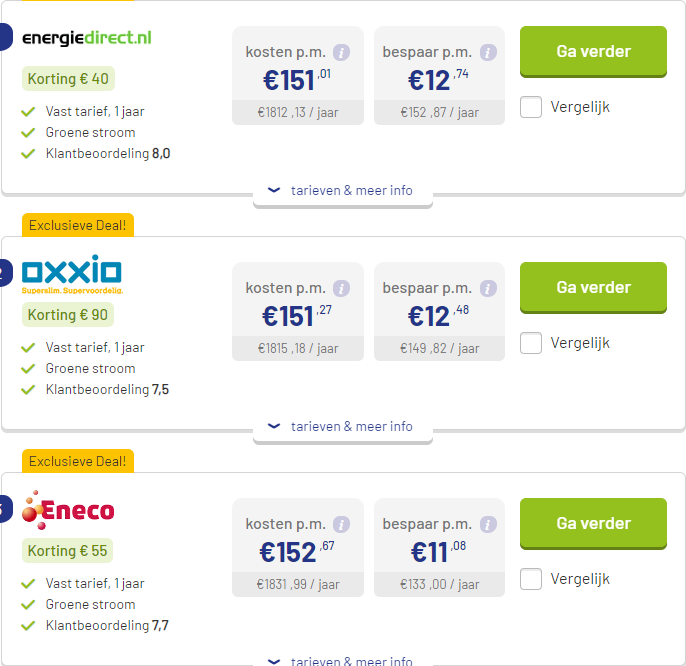 energiedirect.nl
Korting € 40
Vast tarief, 1 jaar
Groene stroom
Klantbeoordeling 8,0
kosten p.m. i
€151,01
€1812,13 / jaar
bespaar p.m. i
€12,74
€152,87 / jaar
Ga verder
Vergelijk
tarieven & meer info
Exclusieve Deal!
2
oxxio
Superslim. Supervoordelig.
Korting € 90
Vast tarief, 1 jaar
Groene stroom
Klantbeoordeling 7,5
kosten p.m. i
€151,27
€1815,18 / jaar
bespaar p.m. i
€12,48
€149,82 / jaar
Ga verder
Vergelijk
tarieven & meer info
Exclusieve Deal!
Eneco
Korting € 55
Vast tarief, 1 jaar
Groene stroom
Klantbeoordeling 7,7
kosten p.m. i
€152,67
€1831,99 / jaar
bespaar p.m. i
€11,08
€133,00 / jaar
Ga verder
Vergelijk
tarieven & meer info